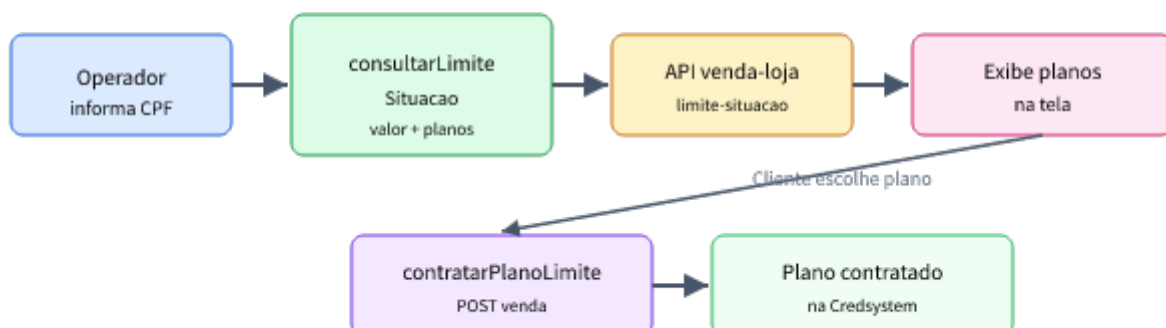 Operador
informa CPF
consultarLimite
Situacao
valor + planos
API venda-loja
limite-situacao
Exibe planos
na tela
Cliente escolhe plano
contratarPlanoLimite
POST venda
Plano contratado
na Credsystem